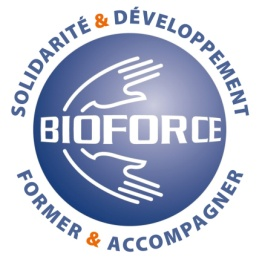 SOLIDARITÉ & DÉVELOPPEMENT
BIOFORCE
FORMER & ACCOMPAGNER